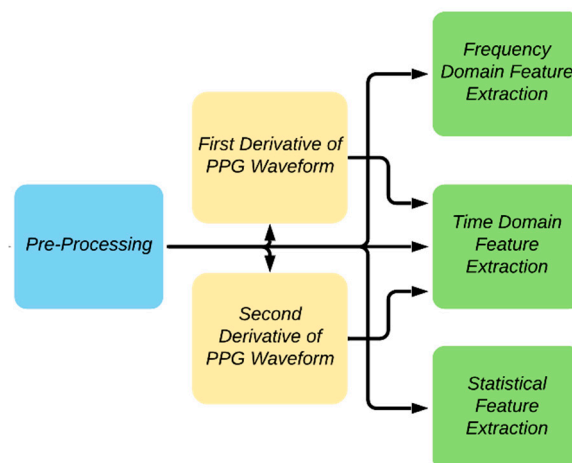 Frequency
Domain Feature
Extraction
First Derivative of
PPG Waveform
Pre-Processing
Time Domain
Feature
Extraction
Second
Derivative of
PPG Waveform
Statistical
Feature
Extraction